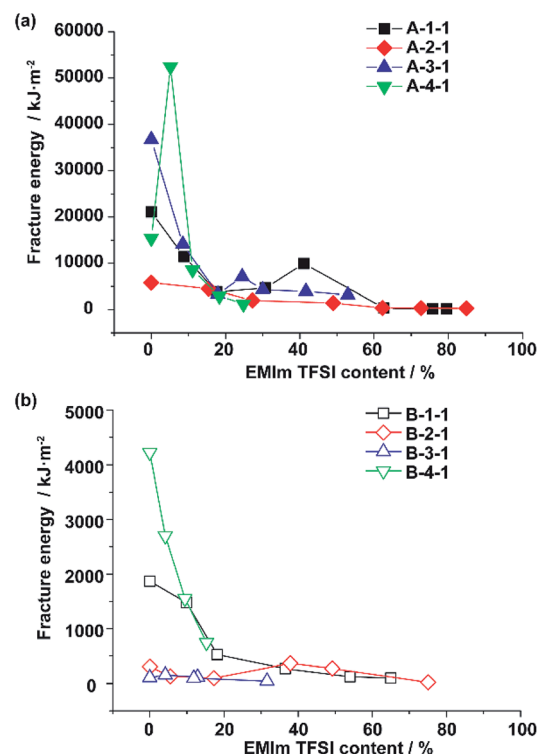 (a)
A-1-1
A-2-1
A-3-1
A-4-1
60000
50000
40000
30000
20000
10000
0
Fracture energy / kJ·m⁻²
0 20 40 60 80 100
EMIm TFSI content / %
(b)
B-1-1
B-2-1
B-3-1
B-4-1
5000
4000
3000
2000
1000
0
Fracture energy / kJ·m⁻²
0 20 40 60 80 100
EMIm TFSI content / %